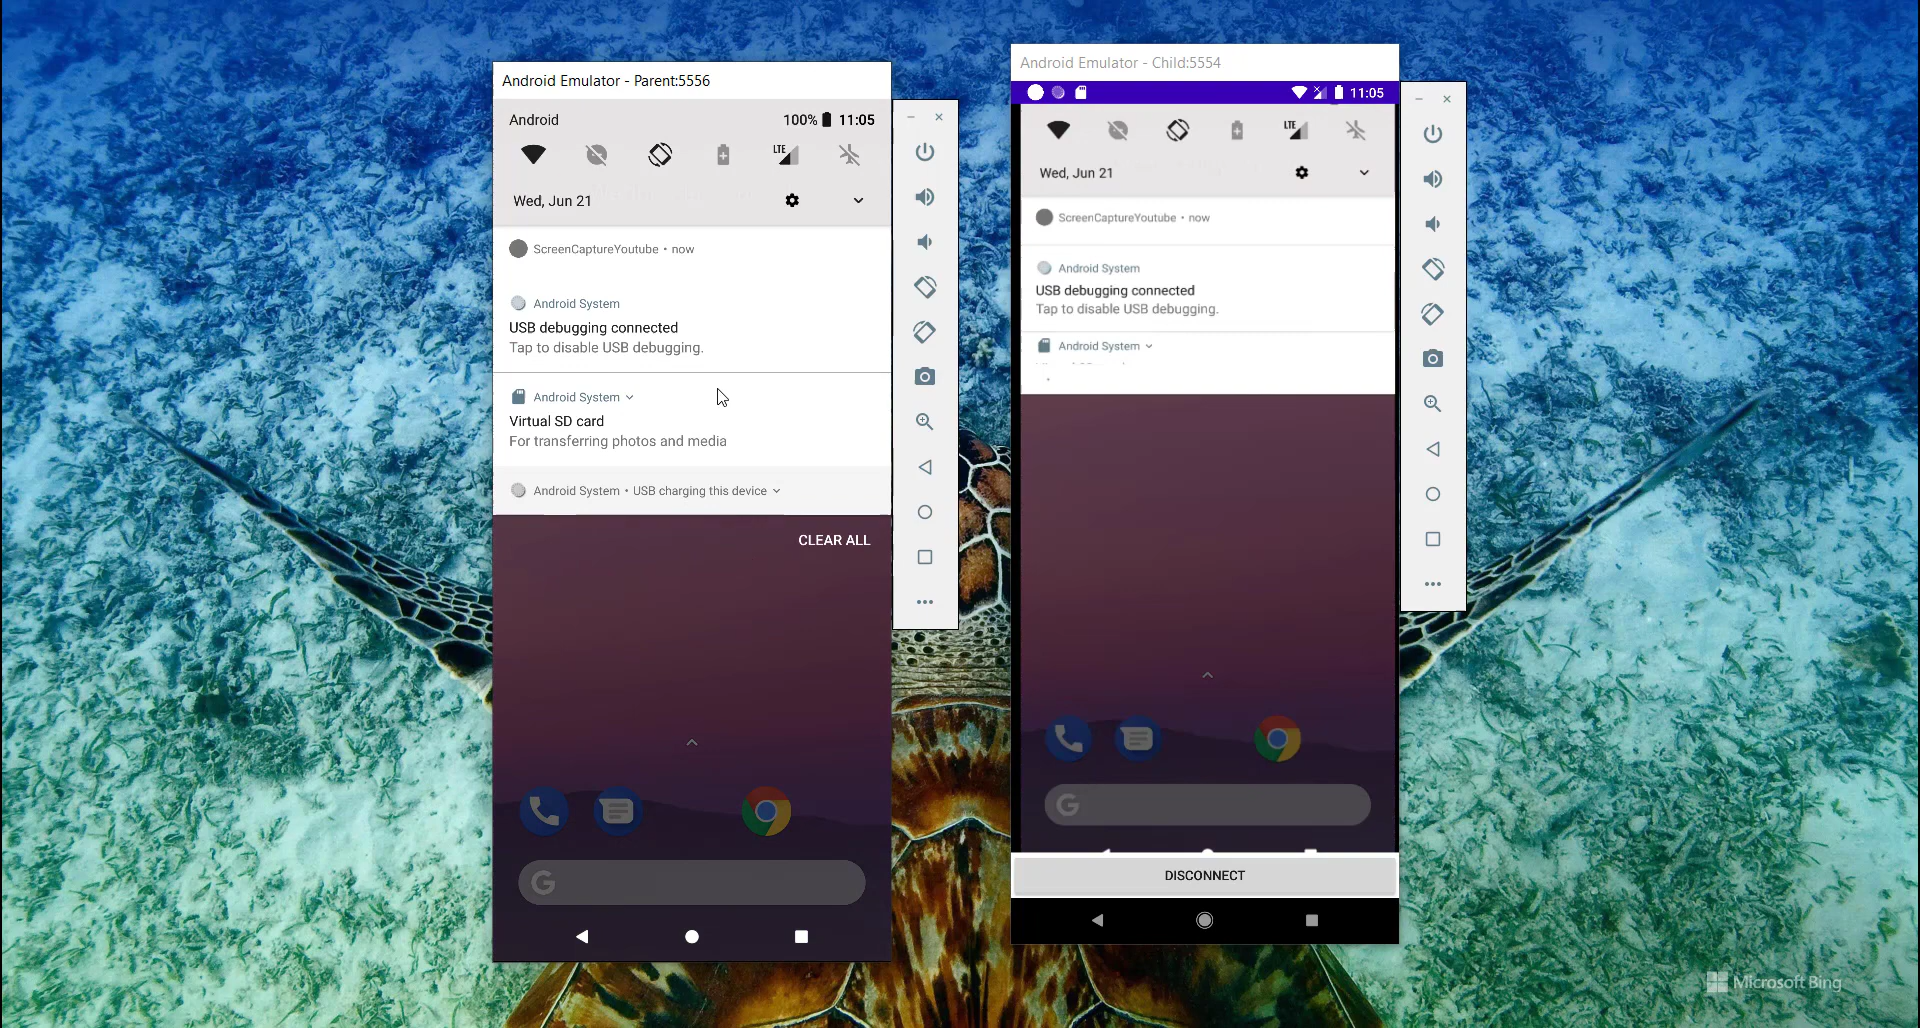 Android Emulator - Parent:5556
Android
100% 11:05
LTE
Wed, Jun 21
ScreenCaptureYoutube • now
Android System
USB debugging connected
Tap to disable USB debugging.
Android System
Virtual SD card
For transferring photos and media
Android System • USB charging this device
CLEAR ALL
G
Android Emulator - Child:5554
11:05
LTE
Wed, Jun 21
ScreenCaptureYoutube • now
Android System
USB debugging connected
Tap to disable USB debugging.
Android System
G
DISCONNECT
Microsoft Bing